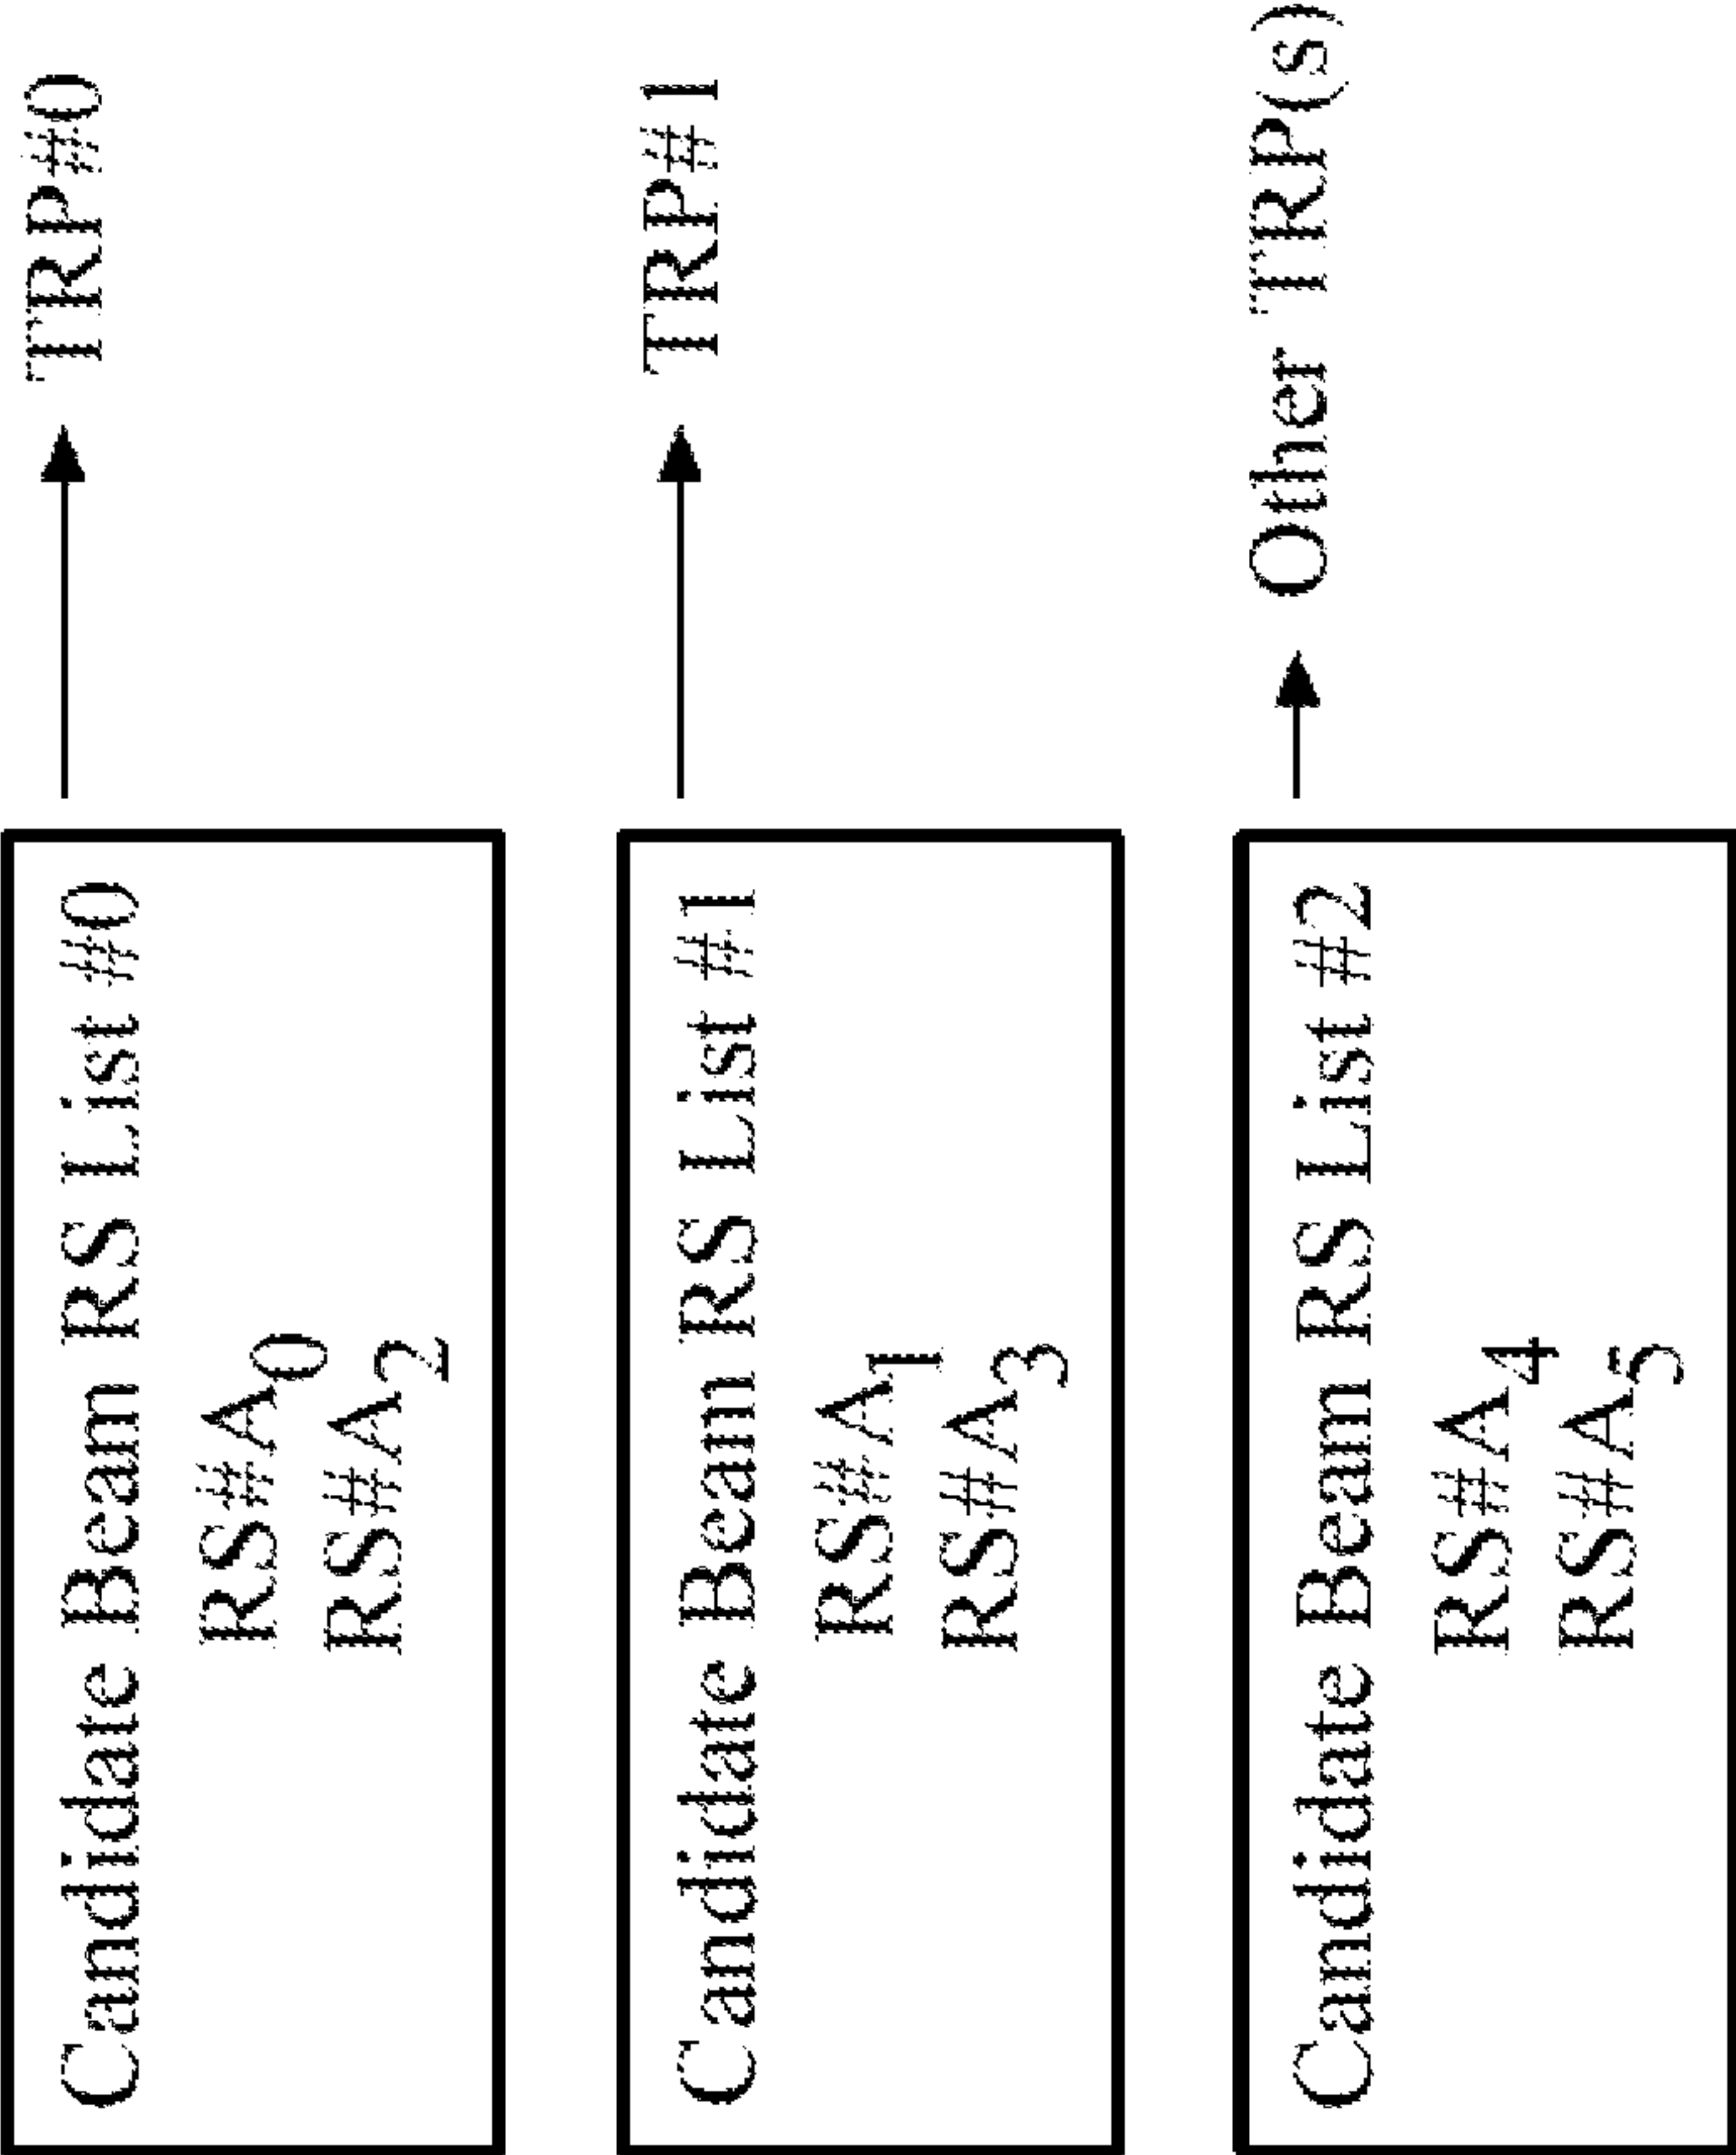 Candidate Beam RS List #0
RS#A0
RS#A2
TRP#0
Candidate Beam RS List #1
RS#A1
RS#A3
TRP#1
Candidate Beam RS List #2
RS#A4
RS#A5
Other TRP(s)